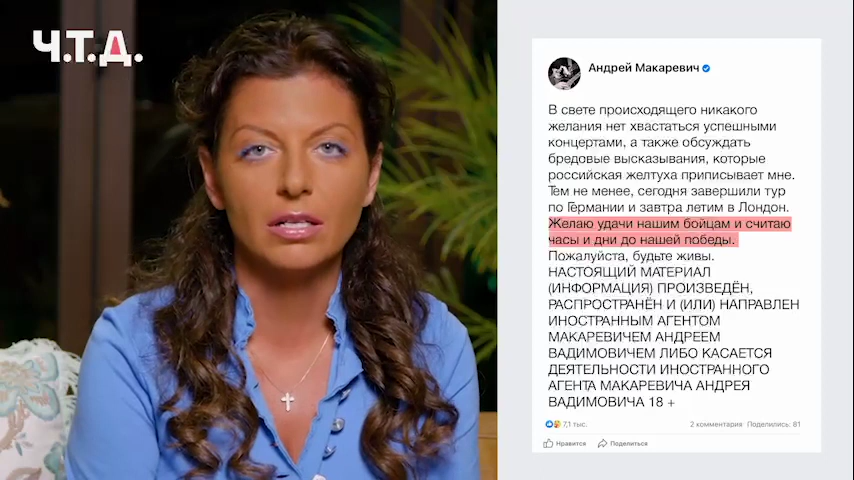 Ч.Т.Д.
Андрей Макаревич
В свете происходящего никакого
желания нет хвастаться успешными
концертами, а также обсуждать
бредовые высказывания, которые
российская желтуха приписывает мне.
Тем не менее, сегодня завершили тур
по Германии и завтра летим в Лондон.
Желаю удачи нашим бойцам и считаю
часы и дни до нашей победы.
Пожалуйста, будьте живы.
НАСТОЯЩИЙ МАТЕРИАЛ
(ИНФОРМАЦИЯ) ПРОИЗВЕДЁН,
РАСПРОСТРАНЁН И (ИЛИ) НАПРАВЛЕН
ИНОСТРАННЫМ АГЕНТОМ
МАКАРЕВИЧЕМ АНДРЕЕМ
ВАДИМОВИЧЕМ ЛИБО КАСАЕТСЯ
ДЕЯТЕЛЬНОСТИ ИНОСТРАННОГО
АГЕНТА МАКАРЕВИЧА АНДРЕЯ
ВАДИМОВИЧА 18 +
7,1 тыс. 2 комментария Поделились: 81
Нравится Поделиться